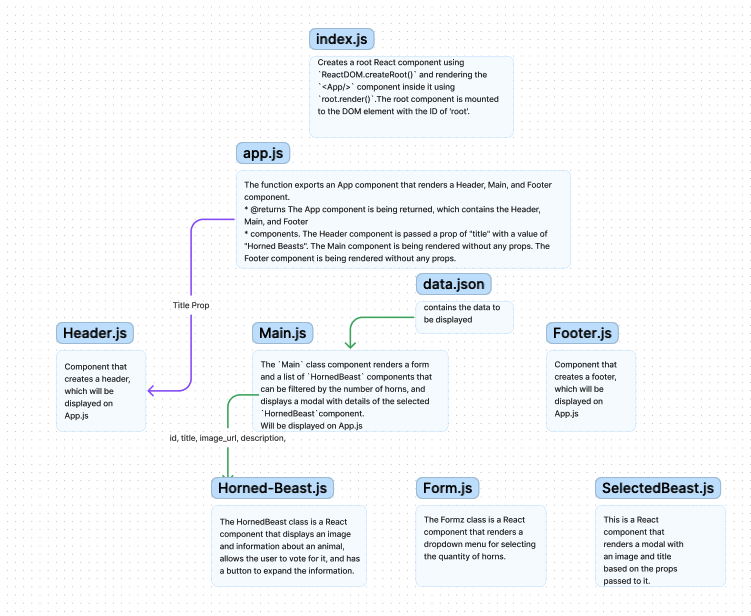 index.js
Creates a root React component using
`ReactDOM.createRoot()` and rendering the
`<App/>` component inside it using
`root.render()`.The root component is mounted
to the DOM element with the ID of 'root'.
app.js
The function exports an App component that renders a Header, Main, and Footer
component.
* @returns The App component is being returned, which contains the Header,
Main, and Footer
* components. The Header component is passed a prop of "title" with a value of
"Horned Beasts". The Main component is being rendered without any props. The
Footer component is being rendered without any props.
data.json
contains the data to
be displayed
Title Prop
Header.js
Component that
creates a header,
which will be
displayed on
App.js
Main.js
The `Main` class component renders a form
and a list of `HornedBeast` components that
can be filtered by the number of horns, and
displays a modal with details of the selected
`HornedBeast`component.
Will be displayed on App.js
Footer.js
Component that
creates a footer,
which will be
displayed on
App.js
id, title, image_url, description,
Horned-Beast.js
The HornedBeast class is a React
component that displays an image
and information about an animal,
allows the user to vote for it, and has
a button to expand the information.
Form.js
The Formz class is a React
component that renders a
dropdown menu for selecting
the quantity of horns.
SelectedBeast.js
This is a React
component that
renders a modal with
an image and title
based on the props
passed to it.